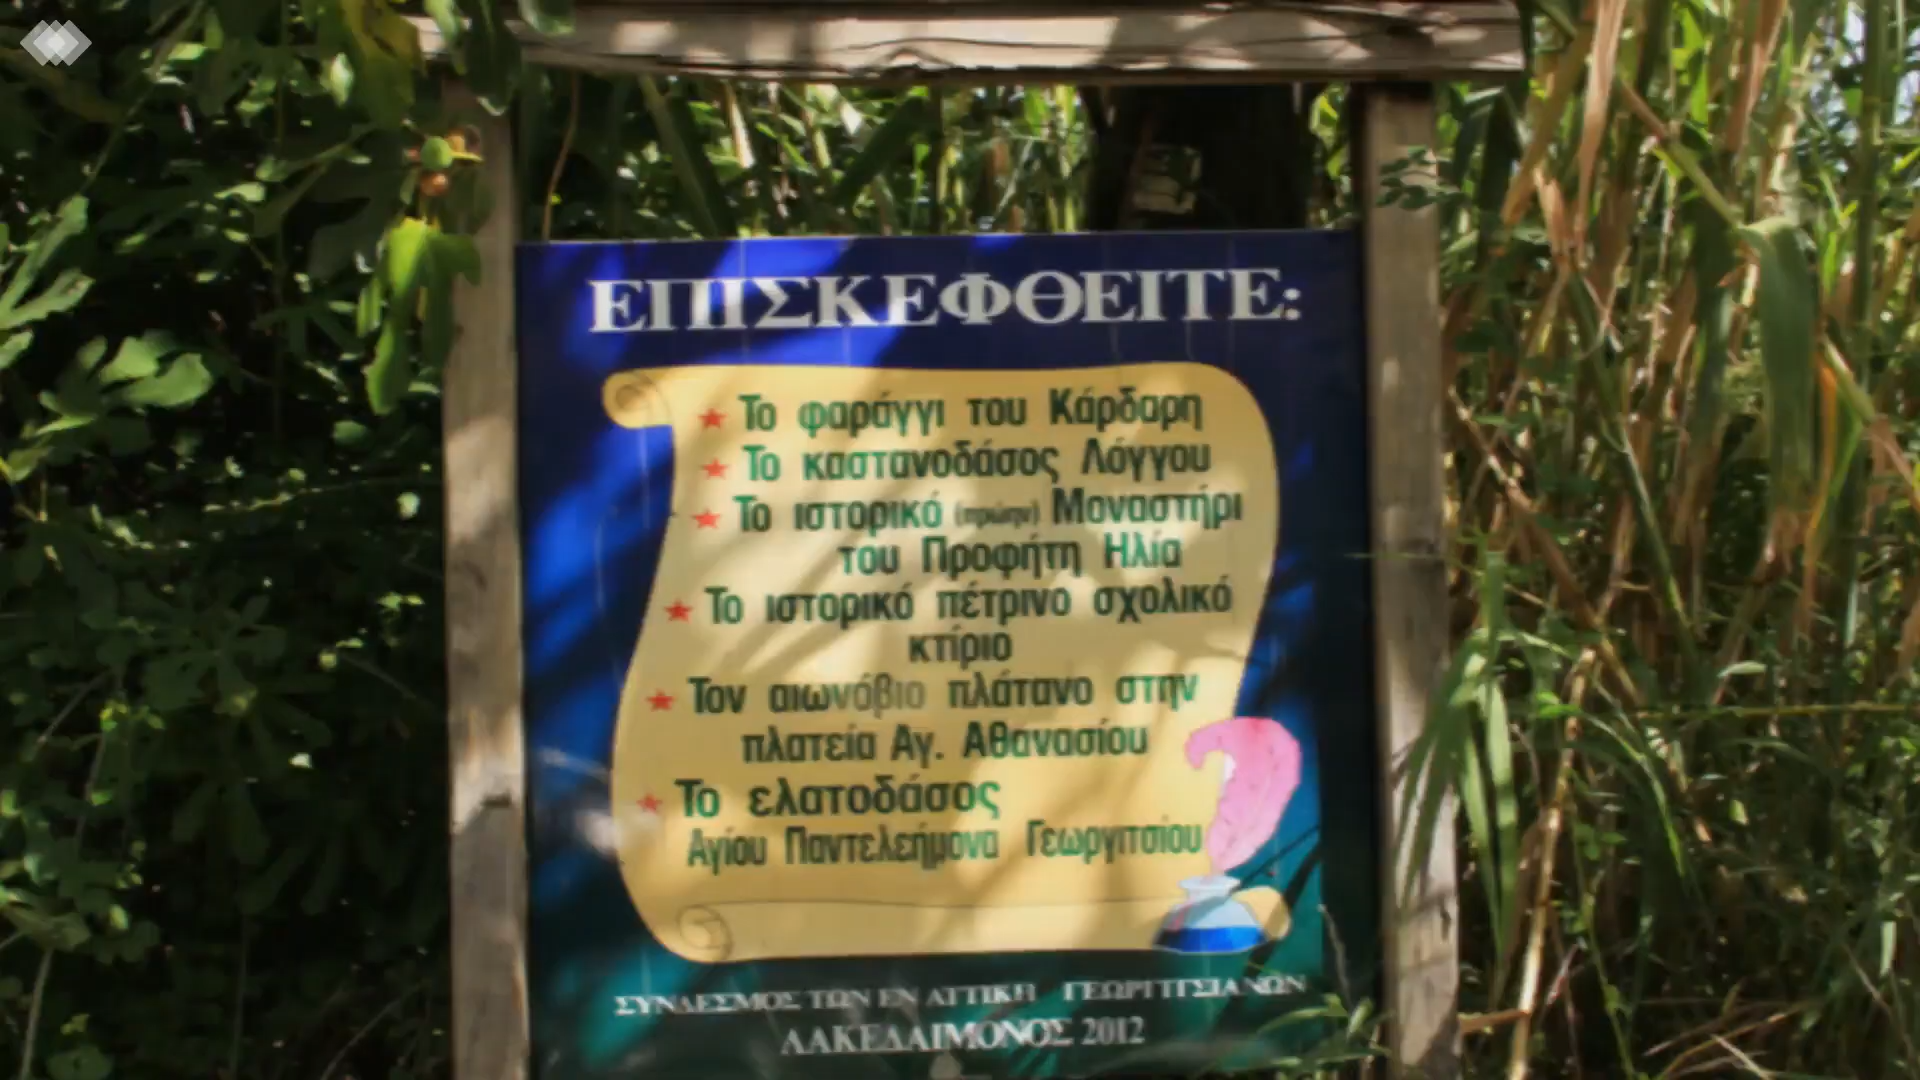 ΕΠΙΣΚΕΦΘΕΙΤΕ:
Το φαράγγι του Κάρδαρη
Το καστανοδάσος Λόγγου
Το ιστορικό (πρώην) Μοναστήρι
του Προφήτη Ηλία
Το ιστορικό πέτρινο σχολικό
κτίριο
Τον αιωνόβιο πλάτανο στην
πλατεία Αγ. Αθανασίου
Το ελατοδάσος
Αγίου Παντελεήμονα Γεωργιτσίου
ΣΥΝΔΕΣΜΟΣ ΤΩΝ ΕΝ ΑΤΤΙΚΗ ΓΕΩΡΓΙΤΣΙΑΝΩΝ
ΛΑΚΕΔΑΙΜΟΝΟΣ 2012